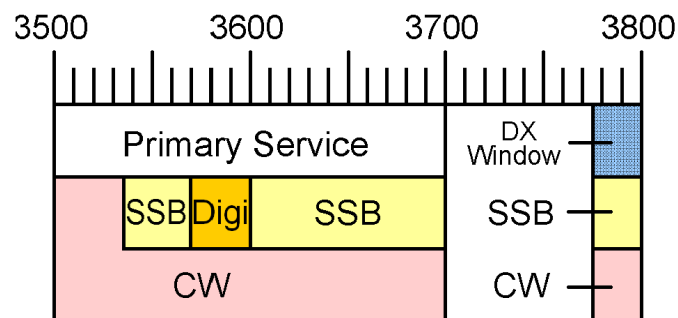 3500 3600 3700 3800
Primary Service
DX
Window
SSB Digi SSB SSB
CW CW